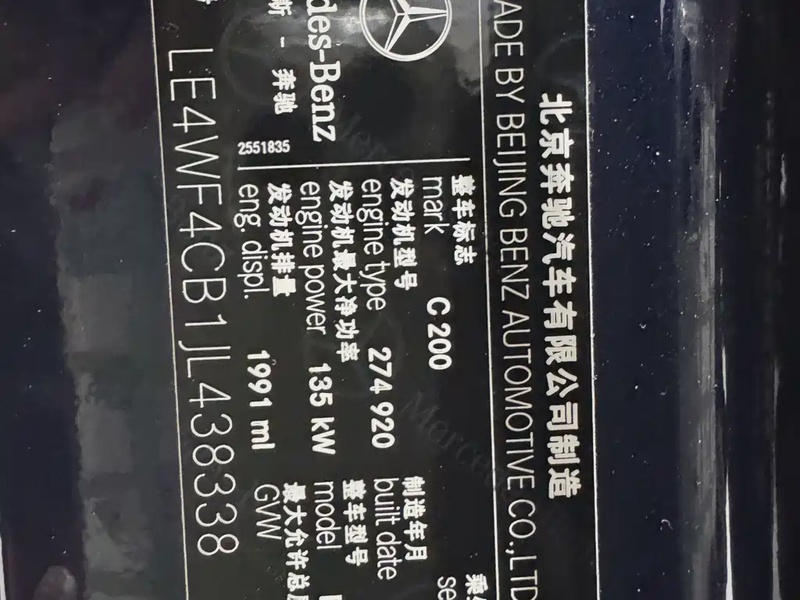 北京奔驰汽车有限公司制造
MADE BY BEIJING BENZ AUTOMOTIVE CO.,LTD
整车标志
mark
C 200
发动机型号
engine type
274 920
发动机最大净功率
engine power
135 kW
发动机排量
eng. displ.
1991 ml
制造年月
built date
整车型号
model
最大允许总
GVW
des-Benz
奔驰
2551835
LE4WF4CB1JL438338